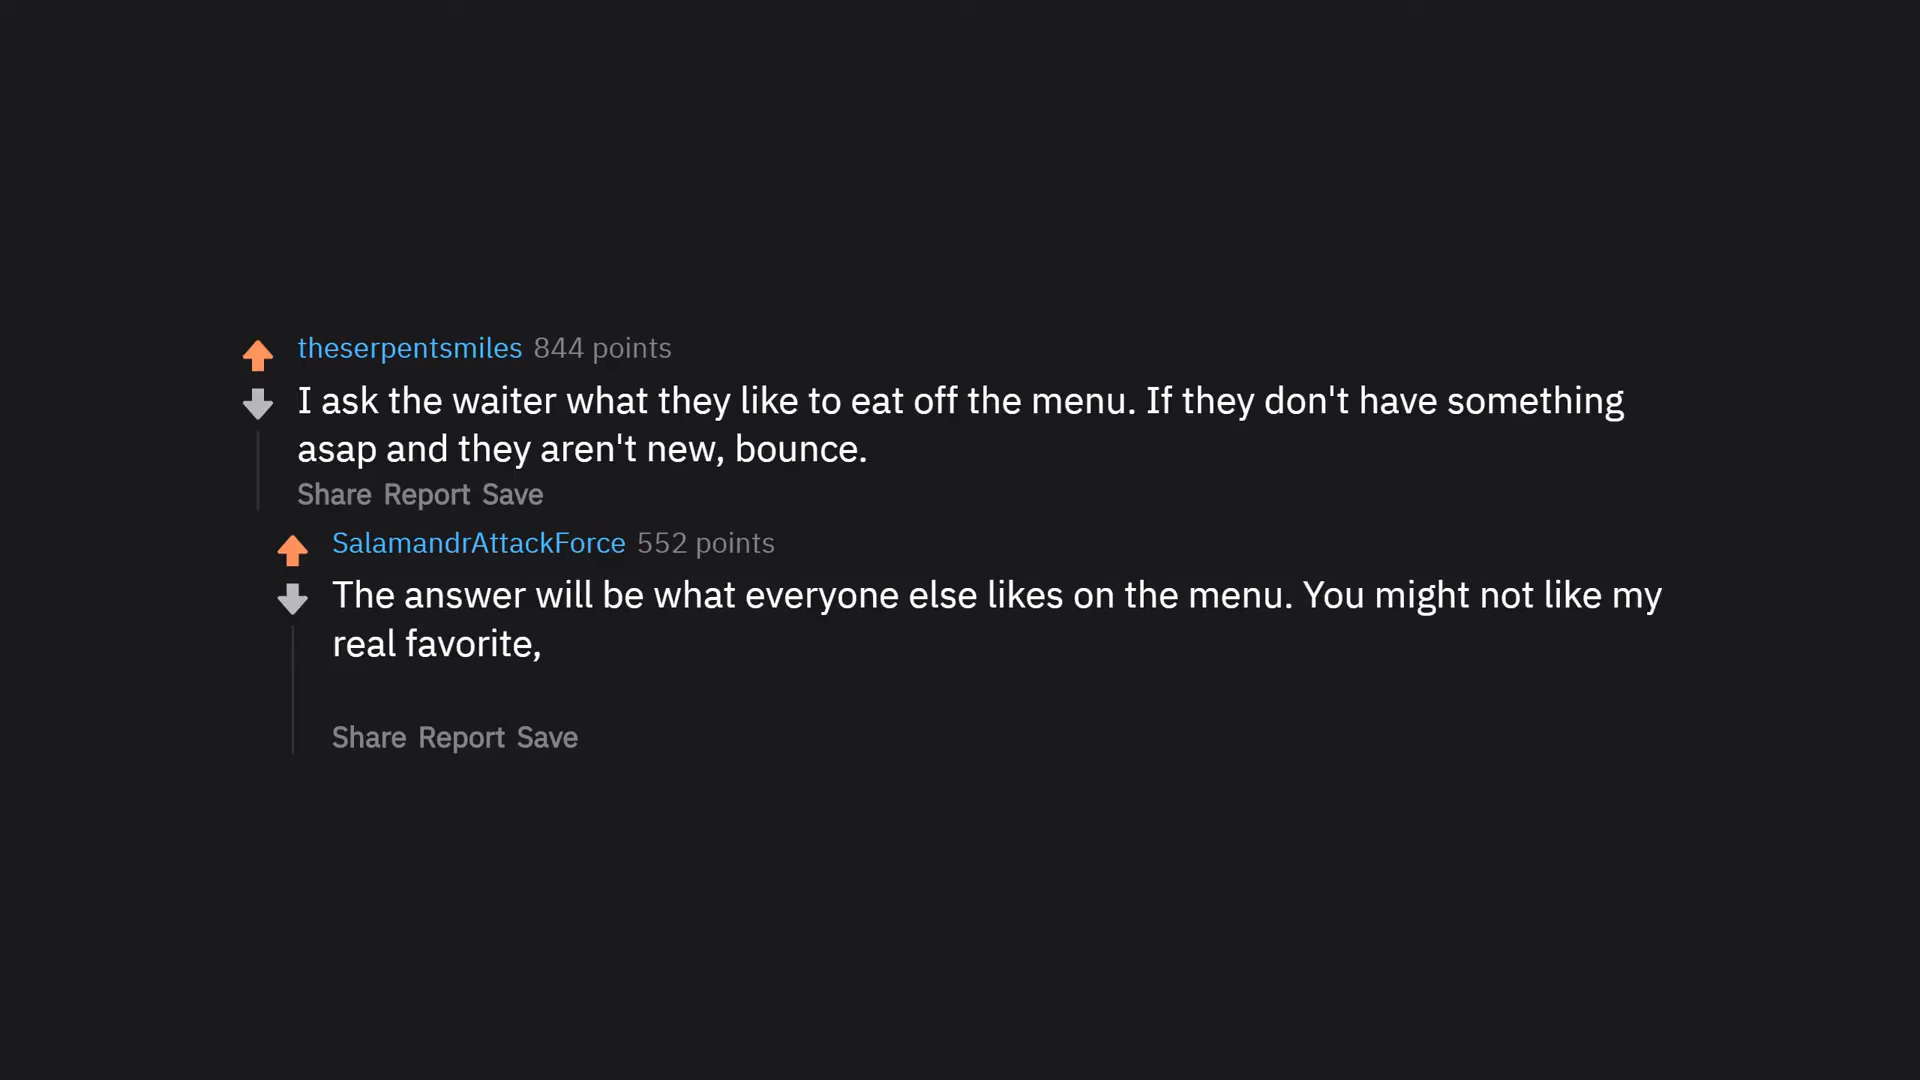 theserpentsmiles 844 points
I ask the waiter what they like to eat off the menu. If they don't have something
asap and they aren't new, bounce.
Share Report Save
SalamandrAttackForce 552 points
The answer will be what everyone else likes on the menu. You might not like my
real favorite,
Share Report Save